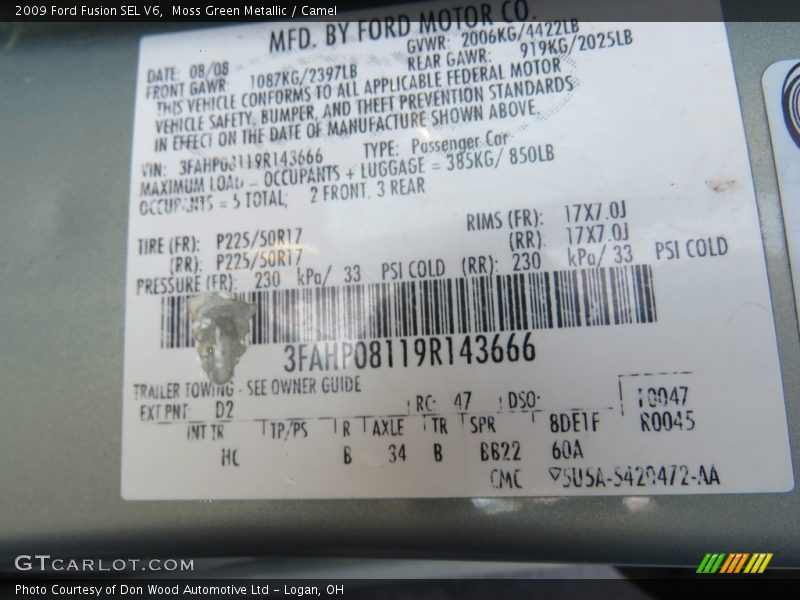 2009 Ford Fusion SEL V6,  Moss Green Metallic / Camel
MFD. BY FORD MOTOR CO.
DATE: 08/08 GVWR: 2006KG/4422LB
FRONT GAWR: 1087KG/2397LB REAR GAWR: 919KG/2025LB
THIS VEHICLE CONFORMS TO ALL APPLICABLE FEDERAL MOTOR
VEHICLE SAFETY, BUMPER, AND THEFT PREVENTION STANDARDS
IN EFFECT ON THE DATE OF MANUFACTURE SHOWN ABOVE.
VIN: 3FAHP08119R143666 TYPE: Passenger Car
MAXIMUM LOAD = OCCUPANTS + LUGGAGE = 385KG/ 850LB
OCCUPANTS = 5 TOTAL, 2 FRONT, 3 REAR
TIRE (FR): P225/50R17 RIMS (FR): 17X7.0J
(RR): P225/50R17 (RR): 17X7.0J
PRESSURE (FR): 230 kPa/ 33 PSI COLD (RR): 230 kPa/ 33 PSI COLD
3FAHP08119R143666
TRAILER TOWING - SEE OWNER GUIDE
EXT PNT: D2 RC: 47 DSO: T0047
INT TR TP/PS R AXLE TR SPR 8DE1F R0045
HC B 34 B BB22 60A
CMC 5U5A-5420472-AA
GTCARLOT.COM
Photo Courtesy of Don Wood Automotive Ltd - Logan, OH